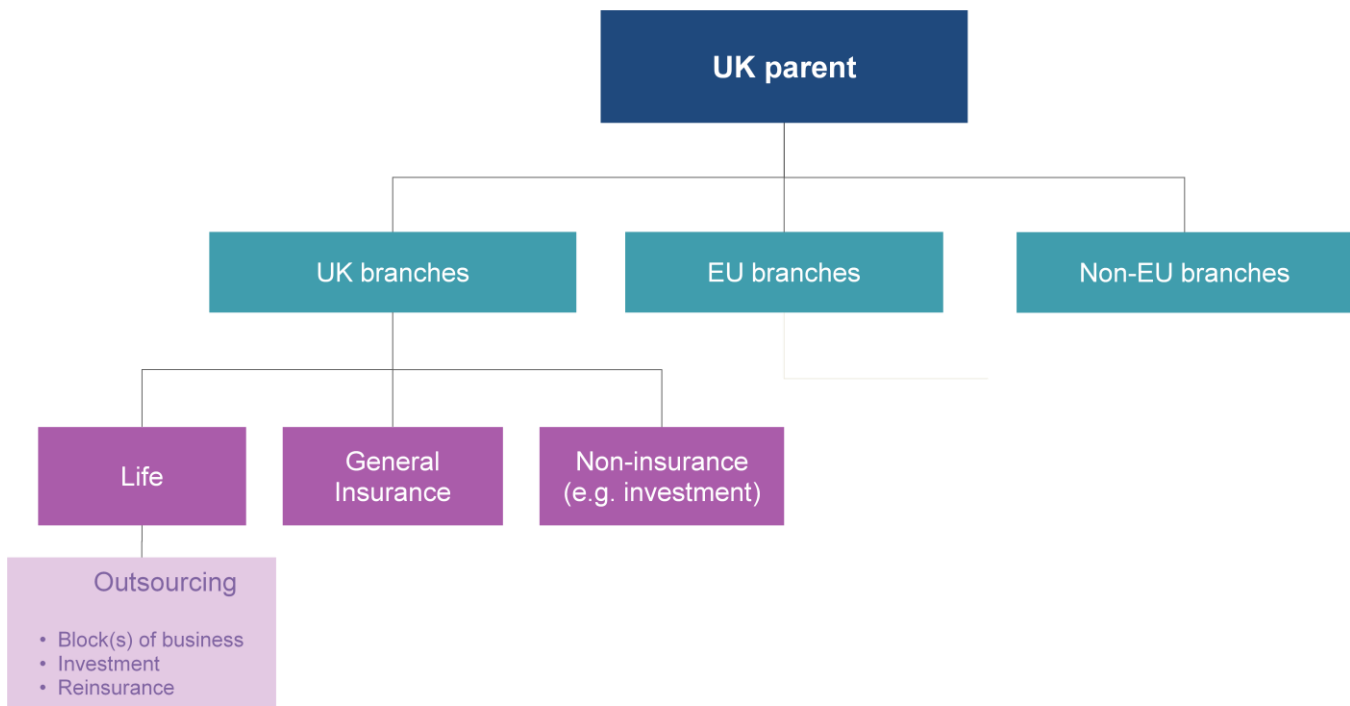 UK parent
UK branches
EU branches
Non-EU branches
Life
General
Insurance
Non-insurance
(e.g. investment)
Outsourcing
• Block(s) of business
• Investment
• Reinsurance